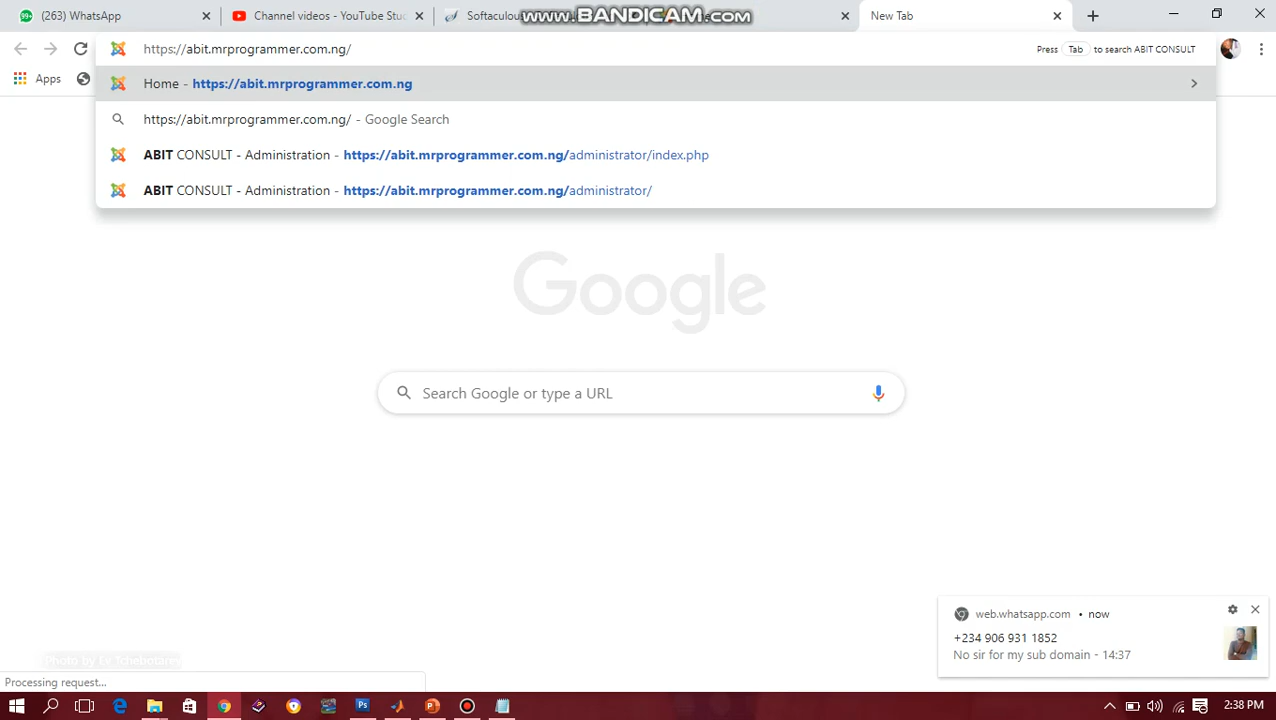 (263) WhatsApp
Channel videos - YouTube Stu
Softaculou
WWW.BANDICAM.COM
New Tab
https://abit.mrprogrammer.com.ng/
Press Tab to search ABIT CONSULT
Apps
Home - https://abit.mrprogrammer.com.ng
https://abit.mrprogrammer.com.ng/ - Google Search
ABIT CONSULT - Administration - https://abit.mrprogrammer.com.ng/administrator/index.php
ABIT CONSULT - Administration - https://abit.mrprogrammer.com.ng/administrator/
Google
Search Google or type a URL
web.whatsapp.com • now
+234 906 931 1852
No sir for my sub domain - 14:37
Photo by Ev Tchebotarev
Processing request...
2:38 PM